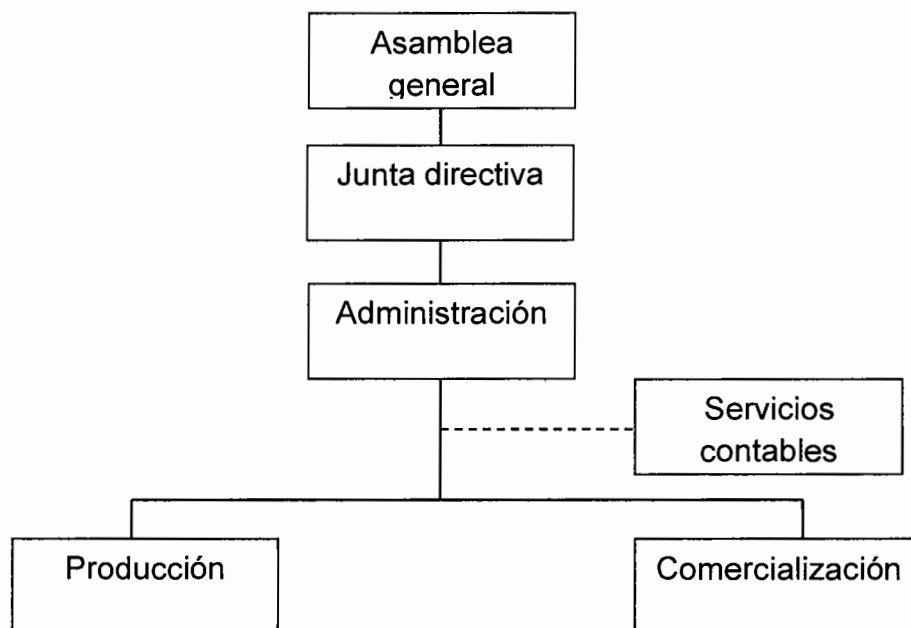 Asamblea
general
Junta directiva
Administración
Servicios
contables
Producción
Comercialización